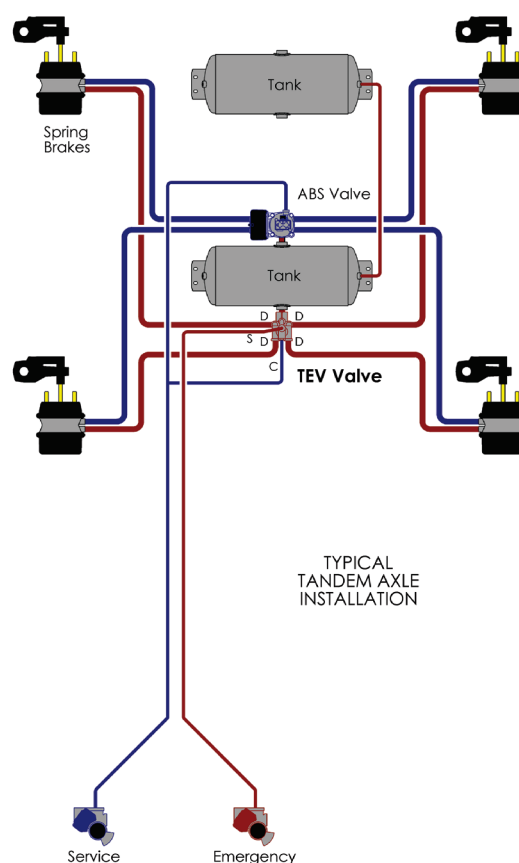 Tank
Spring
Brakes
ABS Valve
Tank
D D
S
D D
C
TEV Valve
TYPICAL
TANDEM AXLE
INSTALLATION
Service
Emergency